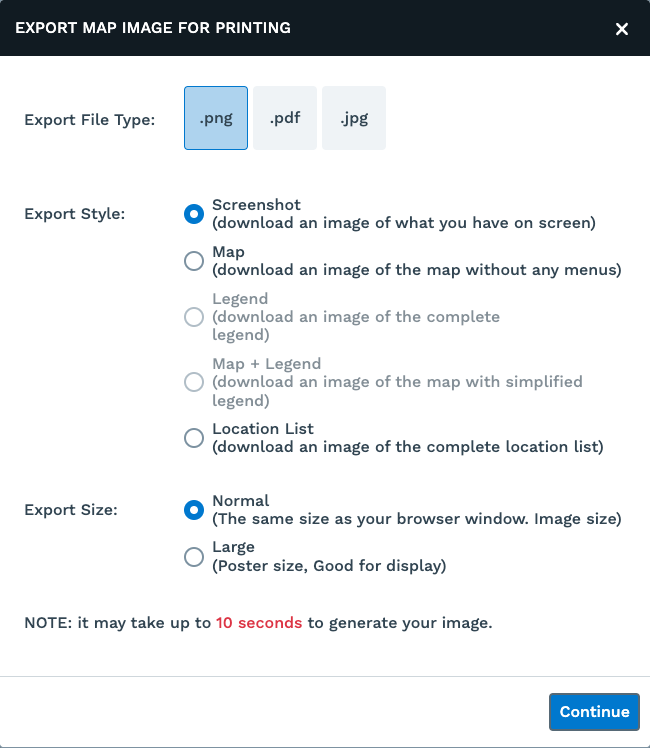 EXPORT MAP IMAGE FOR PRINTING
Export File Type:
.png
.pdf
.jpg
Export Style:
Screenshot
(download an image of what you have on screen)
Map
(download an image of the map without any menus)
Legend
(download an image of the complete
legend)
Map + Legend
(download an image of the map with simplified
legend)
Location List
(download an image of the complete location list)
Export Size:
Normal
(The same size as your browser window. Image size)
Large
(Poster size, Good for display)
NOTE: it may take up to 10 seconds to generate your image.
Continue